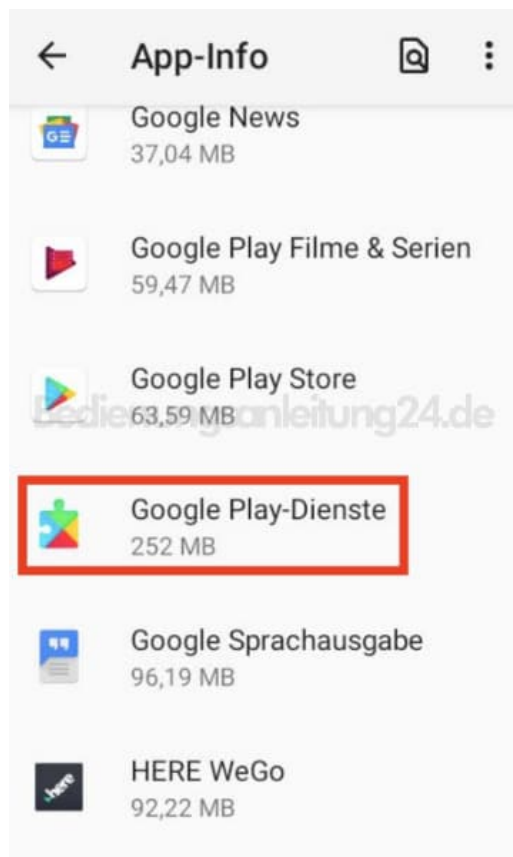 App-Info
Google News
37,04 MB
Google Play Filme & Serien
59,47 MB
Google Play Store
63,59 MB
Bedienungsanleitung24.de
Google Play-Dienste
252 MB
Google Sprachausgabe
96,19 MB
HERE WeGo
92,22 MB
here